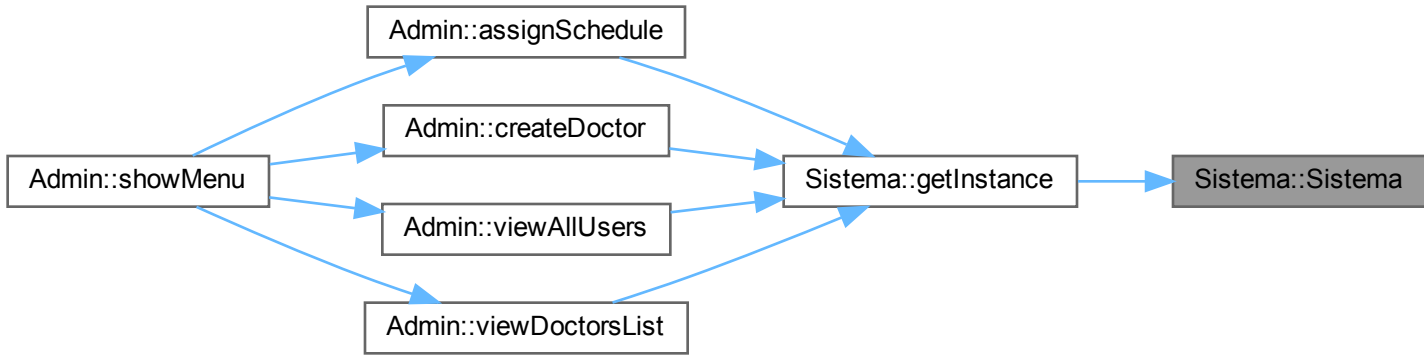 Admin::assignSchedule
Admin::createDoctor
Admin::showMenu
Sistema::getInstance
Sistema::Sistema
Admin::viewAllUsers
Admin::viewDoctorsList